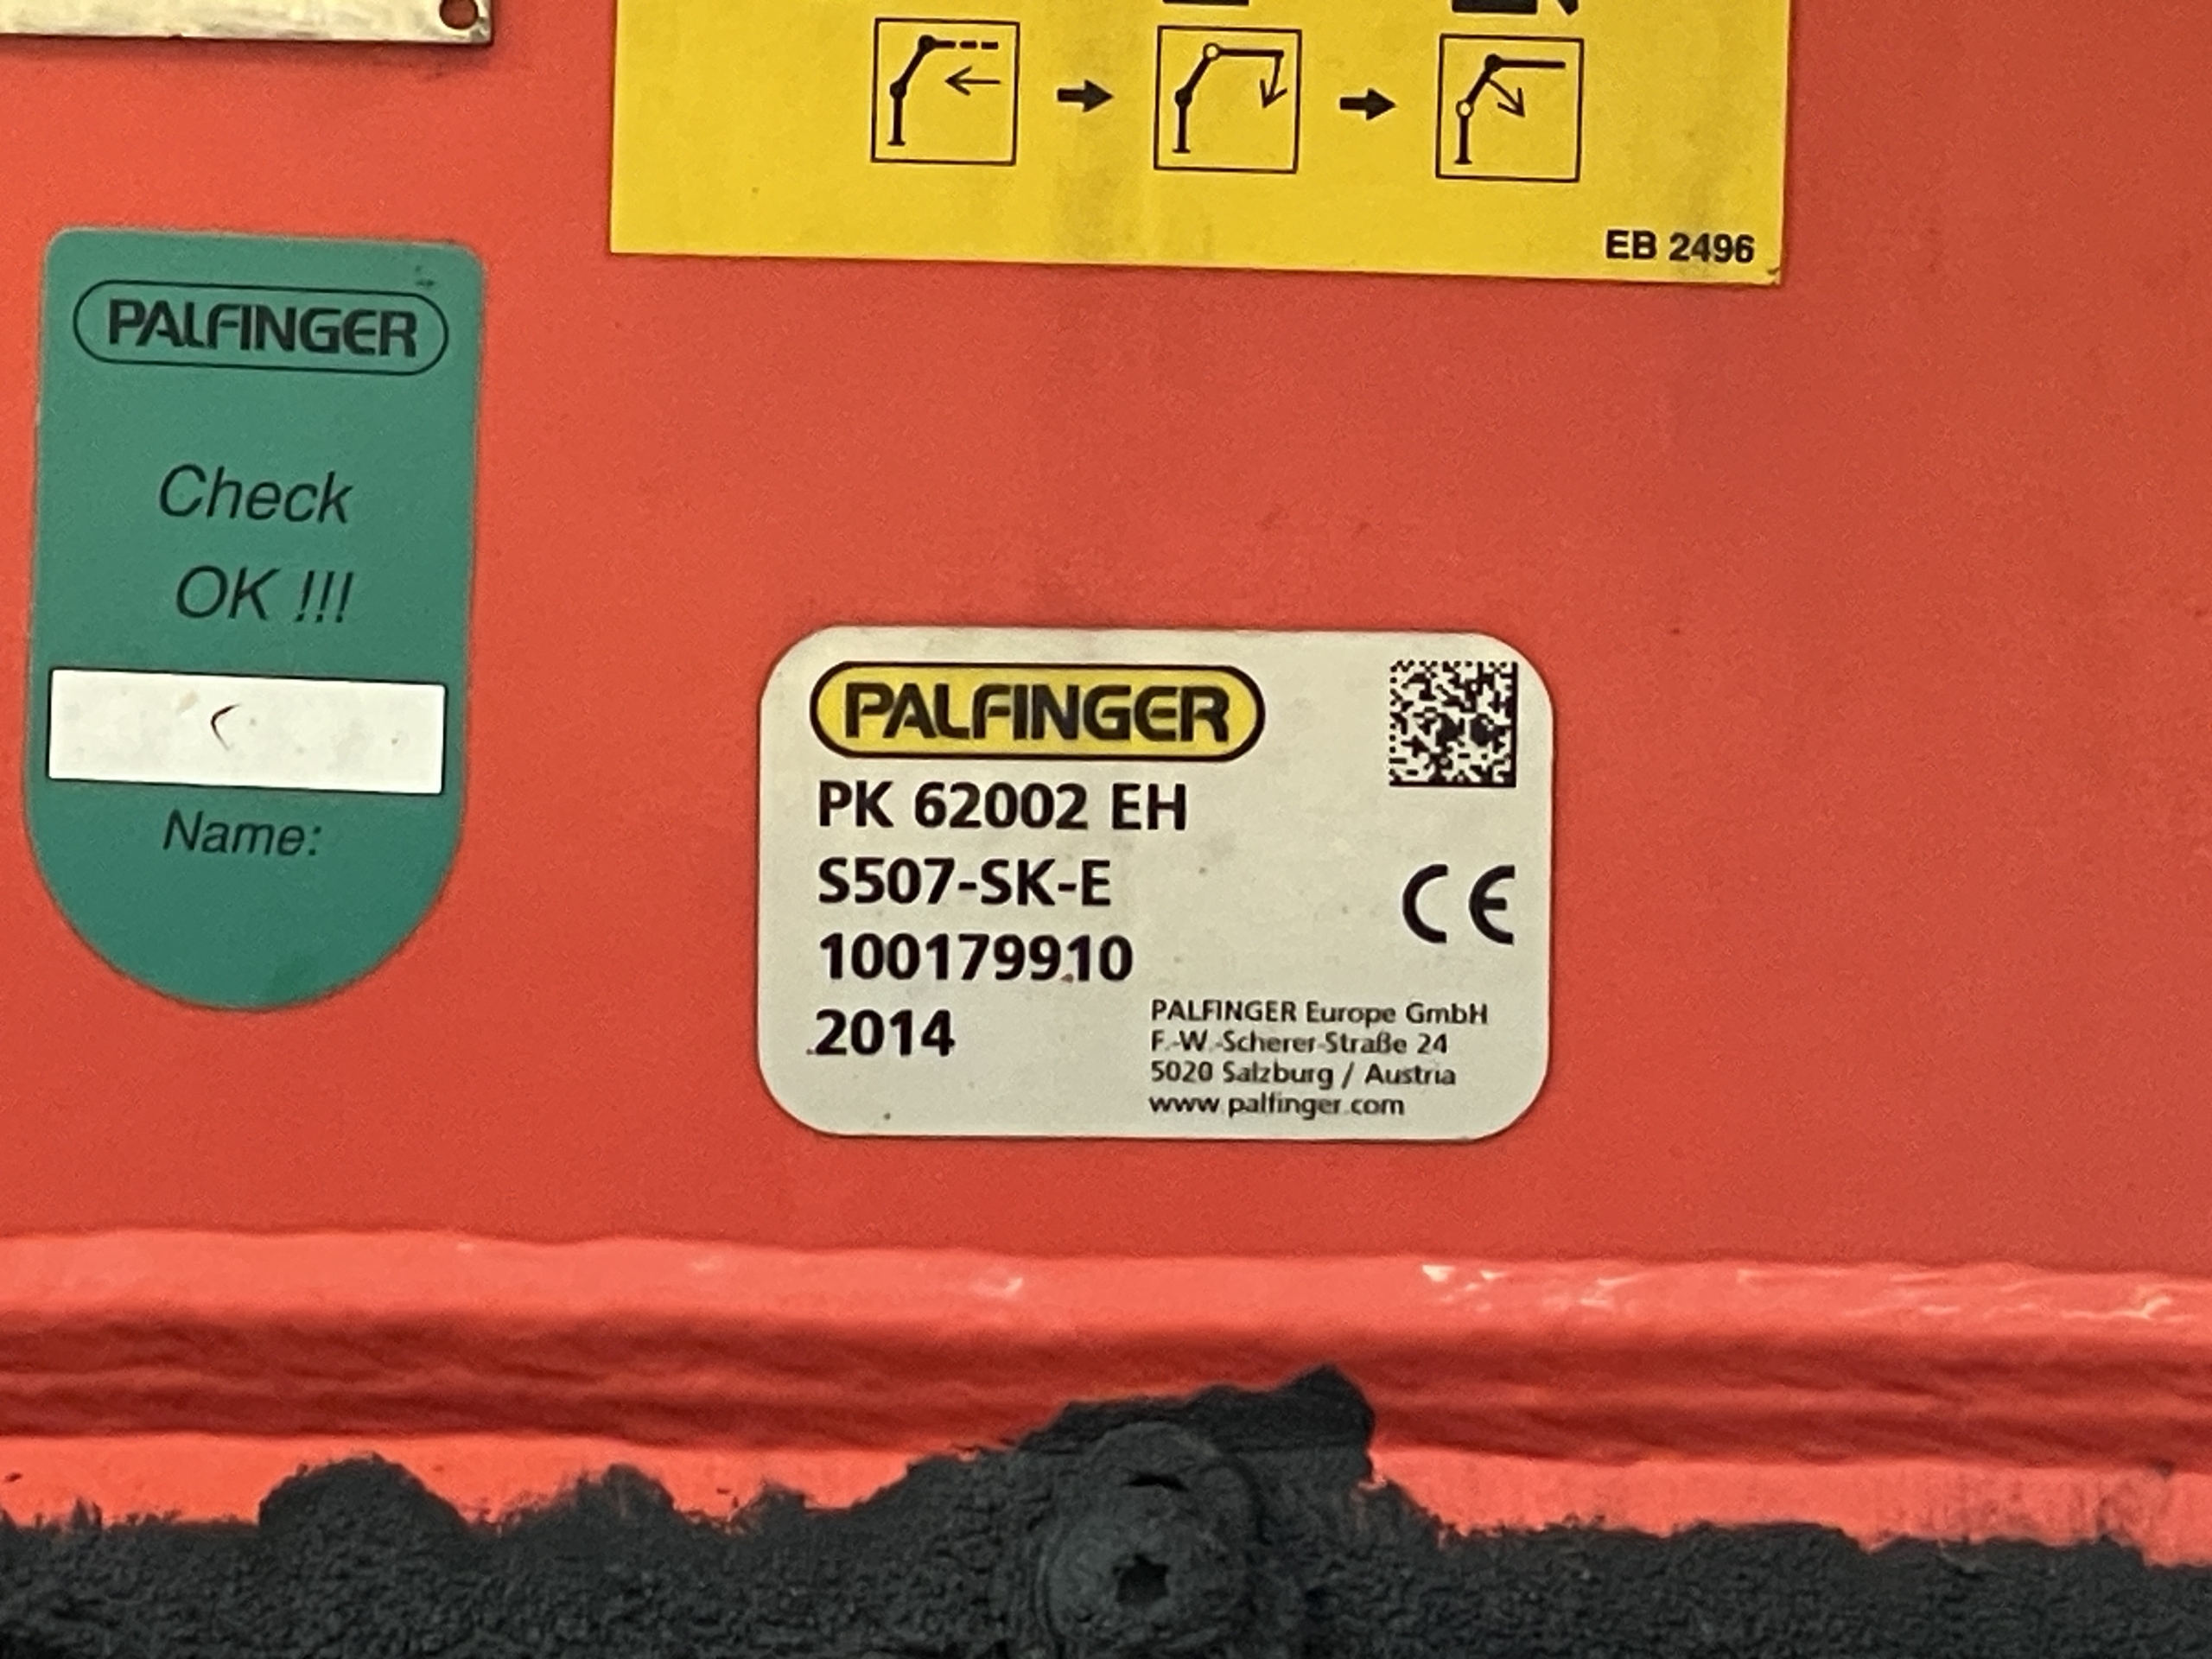 EB 2496
PALFINGER
Check
OK !!!
Name:
PALFINGER
PK 62002 EH
S507-SK-E
100179910
2014
PALFINGER Europe GmbH
F.-W.-Scherer-Straße 24
5020 Salzburg / Austria
www.palfinger.com